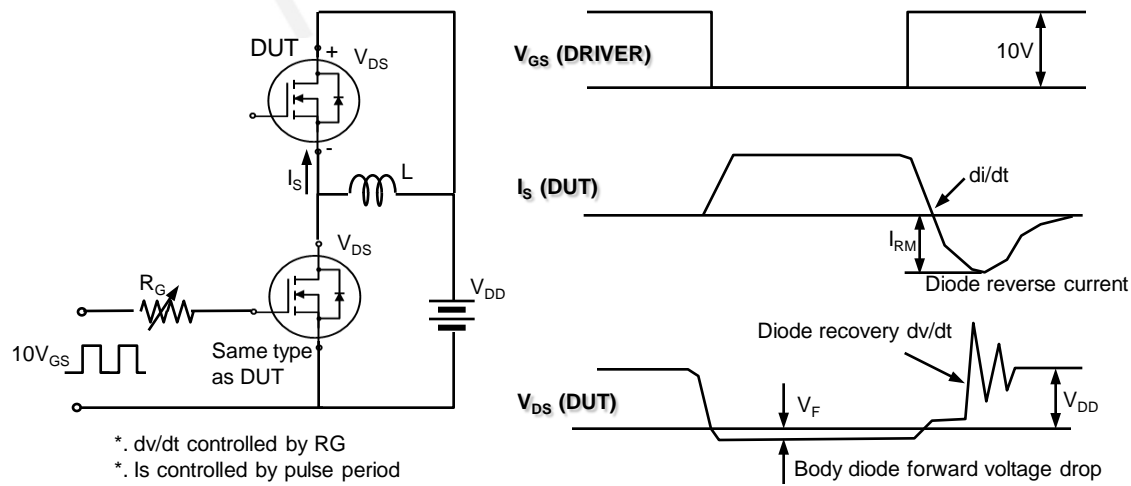 DUT
+
V_DS
-
I_S
L
V_DS
R_G
V_DD
10V_GS
Same type
as DUT
*. dv/dt controlled by RG
*. Is controlled by pulse period
V_GS (DRIVER)
10V
I_S (DUT)
di/dt
I_RM
Diode reverse current
Diode recovery dv/dt
V_DS (DUT)
V_F
V_DD
Body diode forward voltage drop